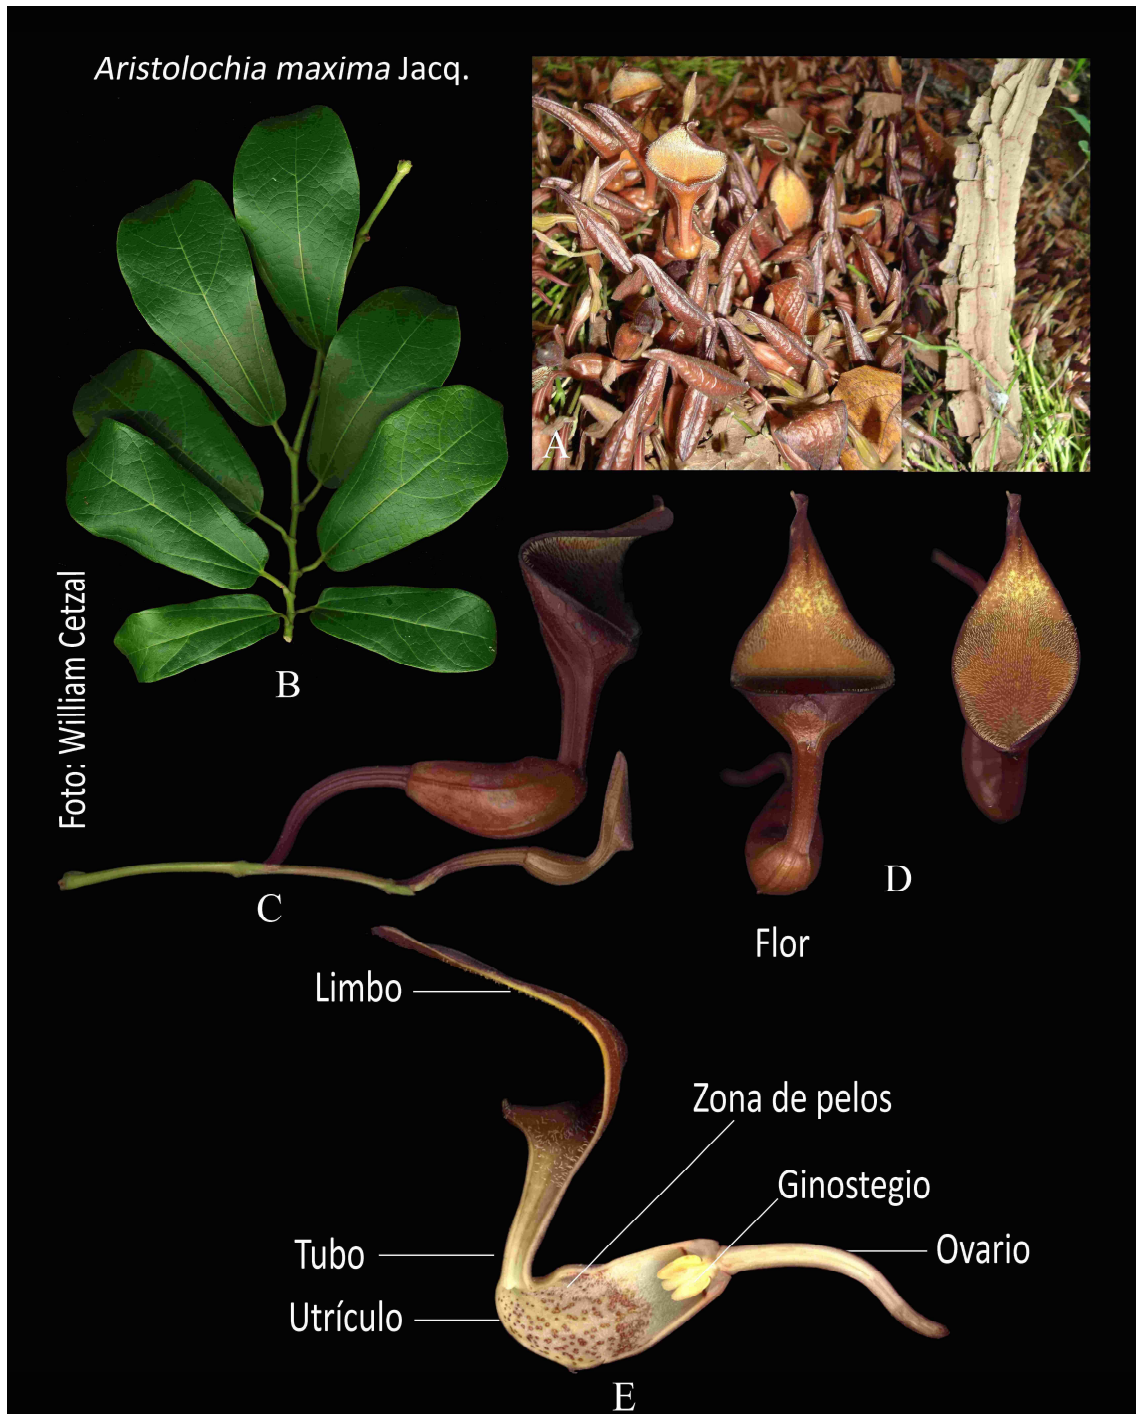 Aristolochia maxima Jacq.
A
B
Foto: William Cetzal
C
D
Flor
Limbo
Zona de pelos
Ginostegio
Tubo
Ovario
Utrículo
E